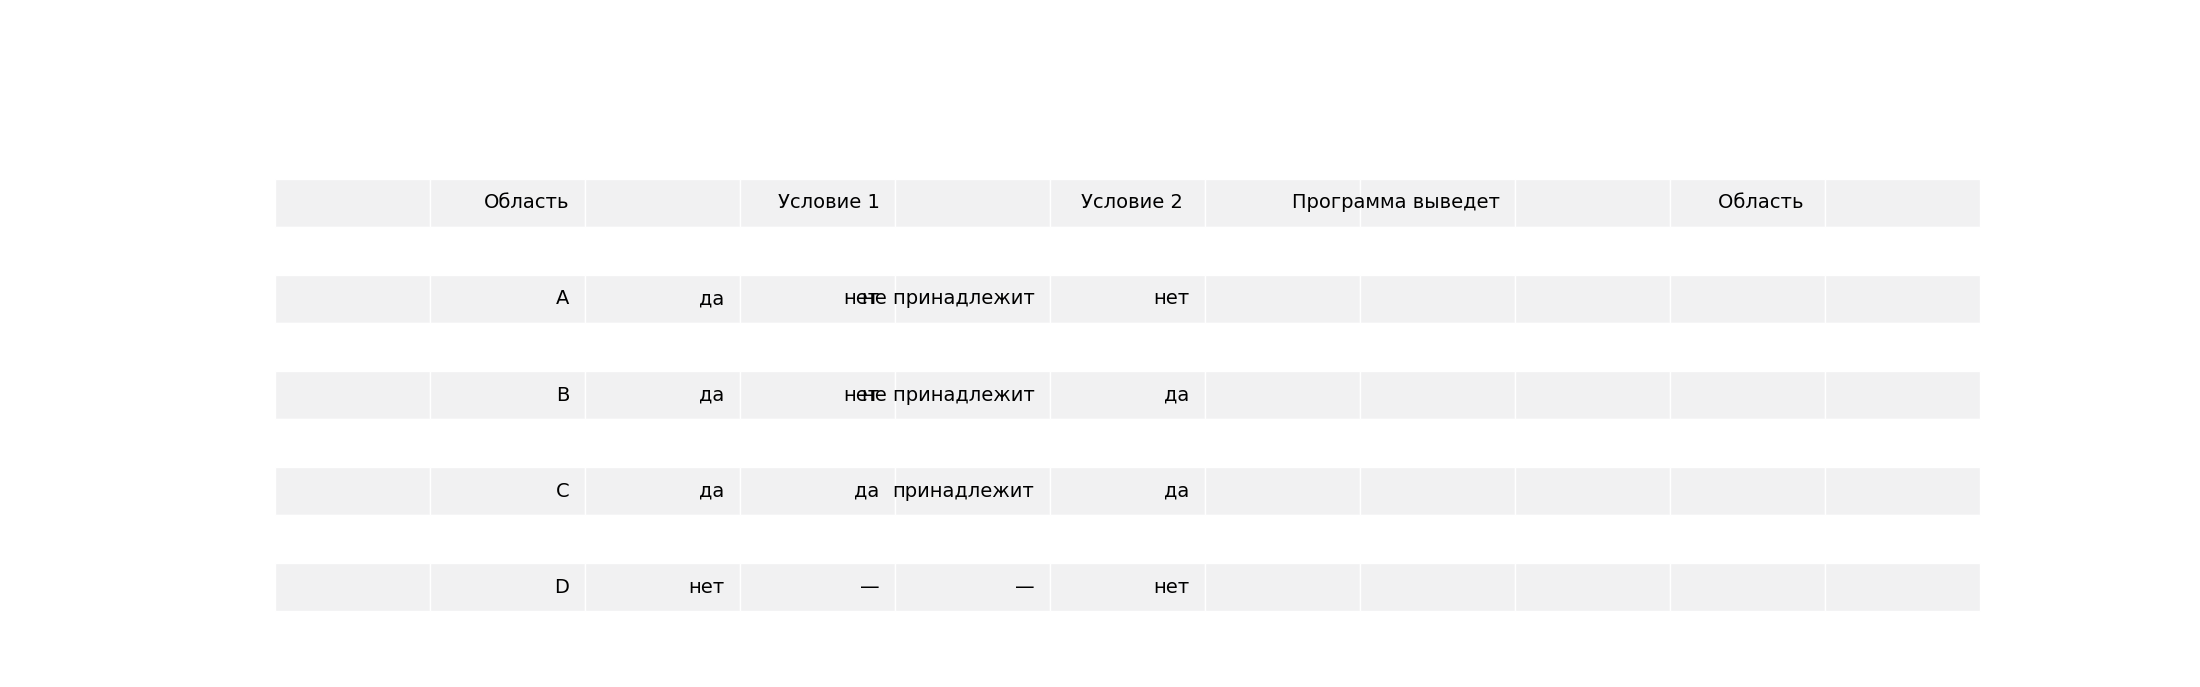 Область Условие 1 Условие 2 Программа выведет Область
A да нет не принадлежит нет
B да нет не принадлежит да
C да да принадлежит да
D нет — — нет